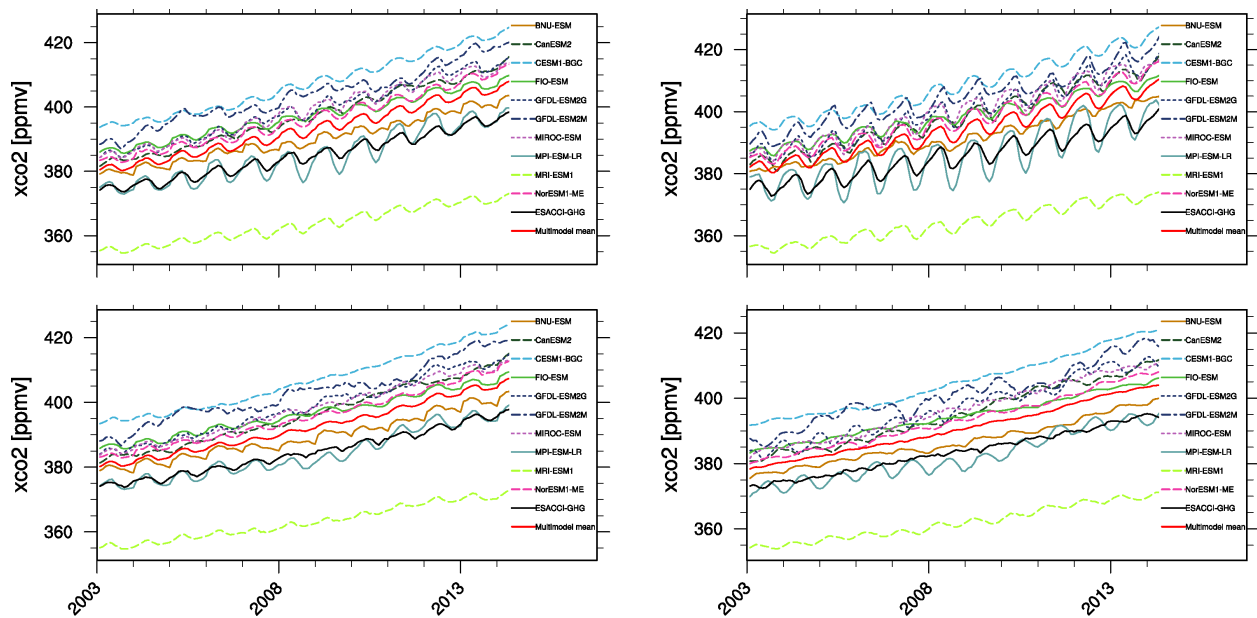 xco2 [ppmv]
420
400
380
360
BNU-ESM
CanESM2
CESM1-BGC
FIO-ESM
GFDL-ESM2G
GFDL-ESM2M
MIROC-ESM
MPI-ESM-LR
MRI-ESM1
NorESM1-ME
ESACCI-GHG
Multimodel mean
2003
2008
2013
xco2 [ppmv]
420
400
380
360
BNU-ESM
CanESM2
CESM1-BGC
FIO-ESM
GFDL-ESM2G
GFDL-ESM2M
MIROC-ESM
MPI-ESM-LR
MRI-ESM1
NorESM1-ME
ESACCI-GHG
Multimodel mean
2008
2013
xco2 [ppmv]
420
400
380
360
BNU-ESM
CanESM2
CESM1-BGC
FIO-ESM
GFDL-ESM2G
GFDL-ESM2M
MIROC-ESM
MPI-ESM-LR
MRI-ESM1
NorESM1-ME
ESACCI-GHG
Multimodel mean
2003
2008
2013
xco2 [ppmv]
420
400
380
360
BNU-ESM
CanESM2
CESM1-BGC
FIO-ESM
GFDL-ESM2G
GFDL-ESM2M
MIROC-ESM
MPI-ESM-LR
MRI-ESM1
NorESM1-ME
ESACCI-GHG
Multimodel mean
2003
2008
2013